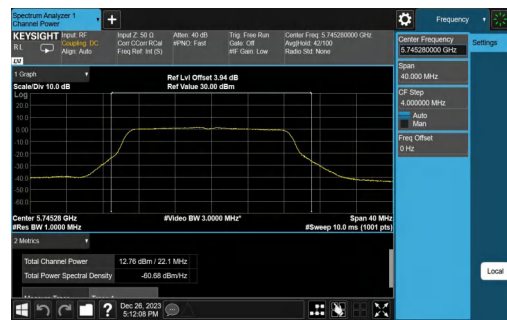 Spectrum Analyzer 1
Channel Power
+
Frequency
KEYSIGHT
RL
Input: RF
Coupling: DC
Align: Auto
Input Z: 50 Ω
Corr CCorr RCal
Freq Ref: Int (S)
Atten: 40 dB
#PNO: Fast
Trig: Free Run
Gate: Off
#IF Gain: Low
Center Freq: 5.745280000 GHz
Avg|Hold: 42/100
Radio Std: None
Center Frequency
5.745280000 GHz
Settings
Span
40.000 MHz
CF Step
4.000000 MHz
Auto
Man
Freq Offset
0 Hz
Local
1 Graph
Scale/Div 10.0 dB
Ref Lvl Offset 3.94 dB
Ref Value 30.00 dBm
Log
20.0
10.0
0.00
-10.0
-20.0
-30.0
-40.0
-50.0
-60.0
Center 5.74528 GHz
#Video BW 3.0000 MHz*
Span 40 MHz
#Res BW 1.0000 MHz
#Sweep 10.0 ms (1001 pts)
2 Metrics
Total Channel Power
12.76 dBm / 22.1 MHz
Total Power Spectral Density
-60.68 dBm/Hz
?
Dec 26, 2023
5:12:08 PM